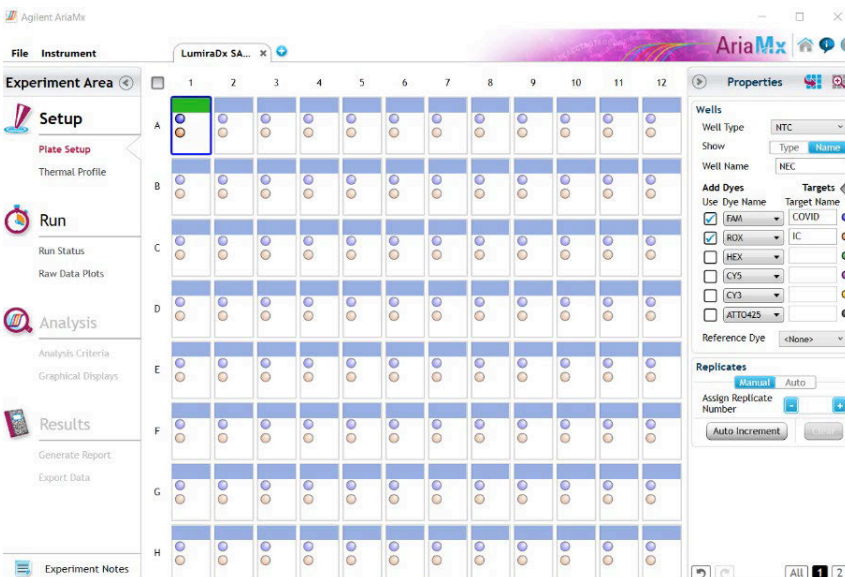 Agilent AriaMx
AriaMx
File Instrument
LumiraDx SA...
Experiment Area
Setup
Plate Setup
Thermal Profile
Run
Run Status
Raw Data Plots
Analysis
Analysis Criteria
Graphical Displays
Results
Generate Report
Export Data
Experiment Notes
1 2 3 4 5 6 7 8 9 10 11 12
A
B
C
D
E
F
G
H
Properties
Wells
Well Type NTC
Show Type Name
Well Name NEC
Add Dyes Targets
Use Dye Name Target Name
FAM COVID
ROX IC
HEX
CY5
CY3
ATTO425
Reference Dye <None>
Replicates
Manual Auto
Assign Replicate
Number
Auto Increment
All 1 2